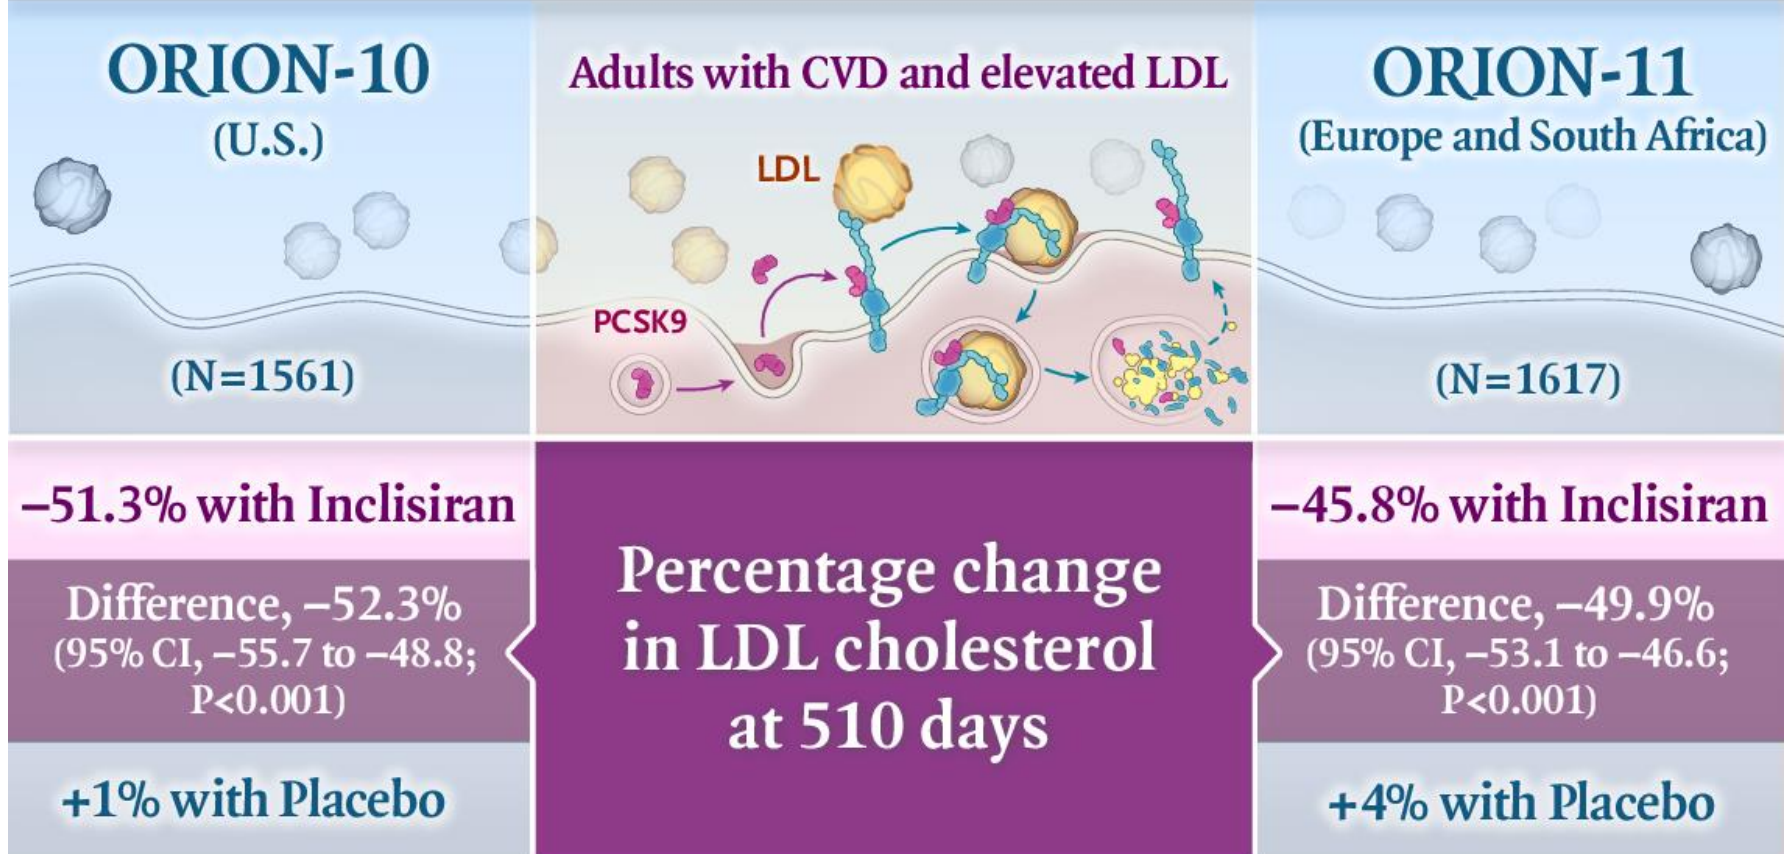 ORION-10
(U.S.)
(N=1561)
Adults with CVD and elevated LDL
LDL
PCSK9
ORION-11
(Europe and South Africa)
(N=1617)
–51.3% with Inclisiran
Difference, –52.3%
(95% CI, –55.7 to –48.8;
P<0.001)
+1% with Placebo
Percentage change
in LDL cholesterol
at 510 days
–45.8% with Inclisiran
Difference, –49.9%
(95% CI, –53.1 to –46.6;
P<0.001)
+4% with Placebo